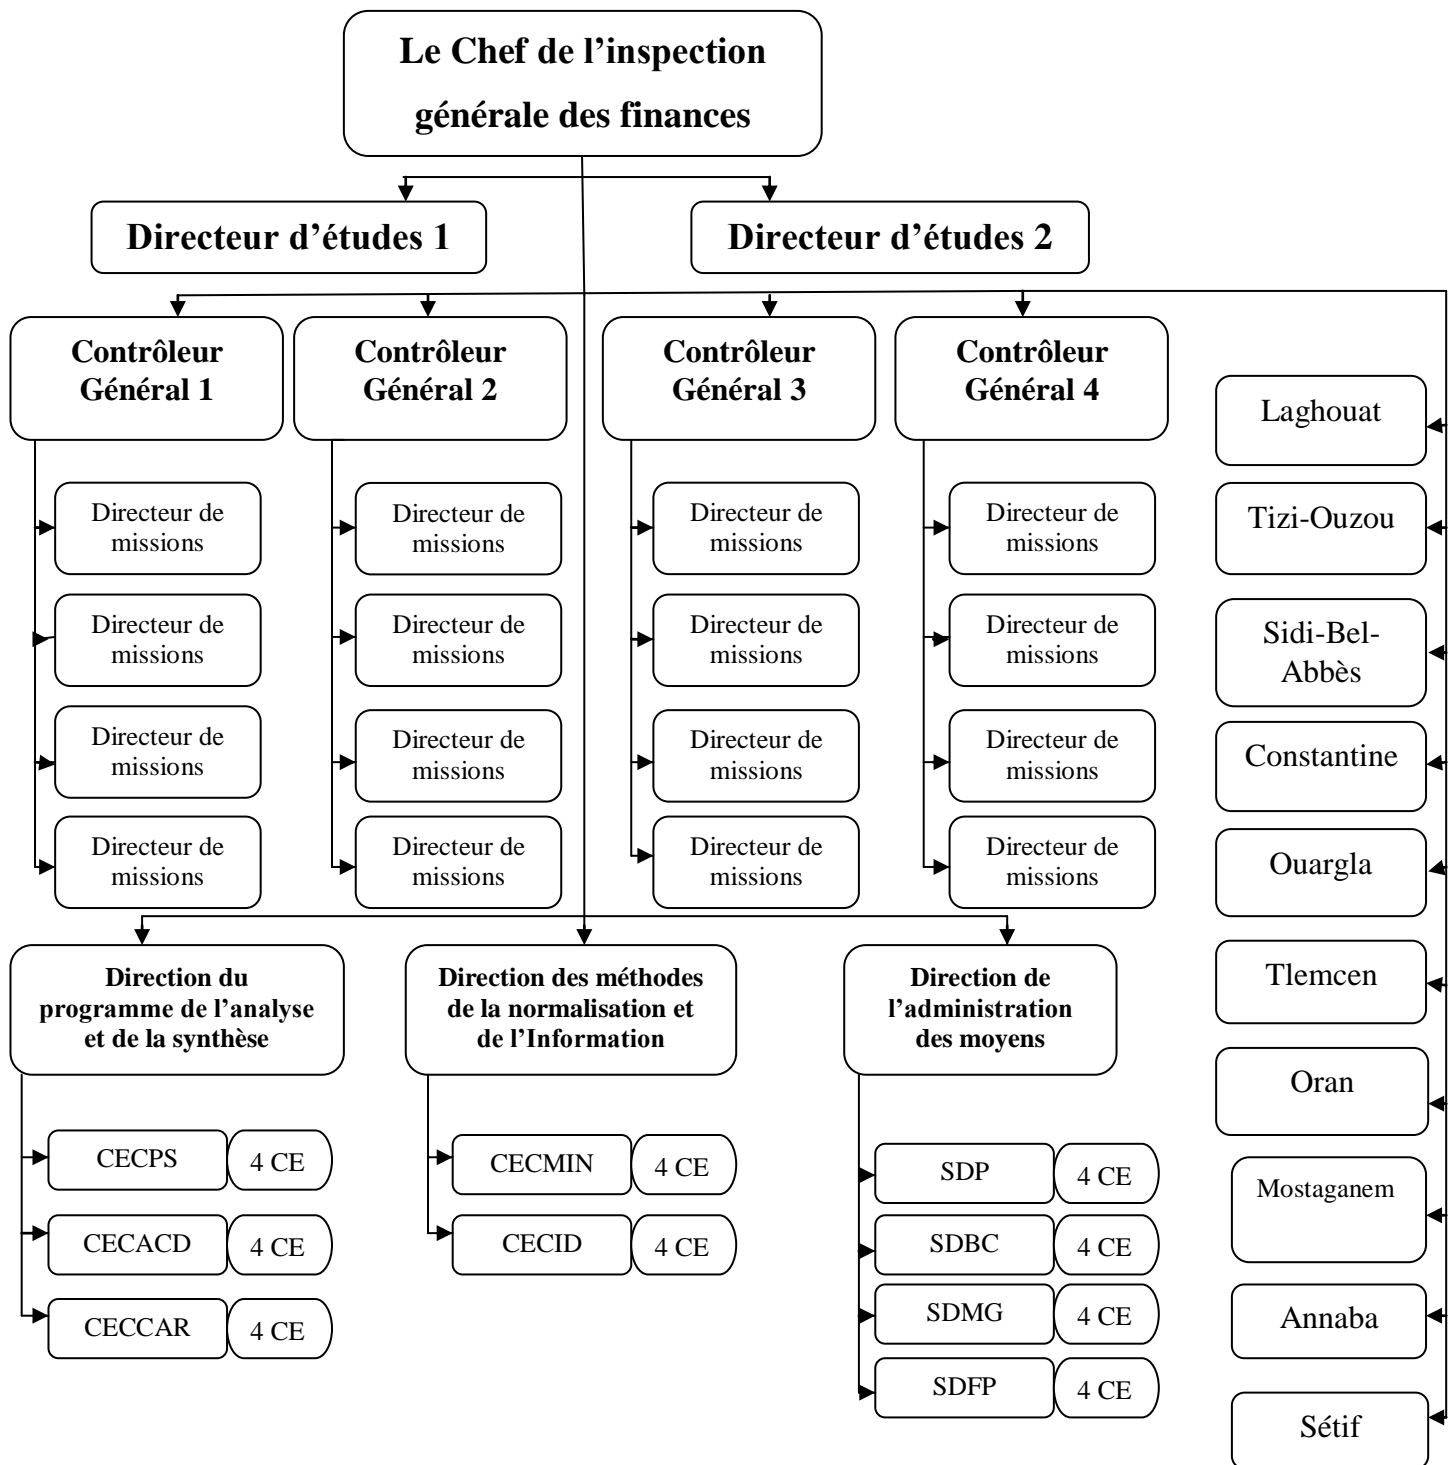 Le Chef de l’inspection
générale des finances
Directeur d’études 1
Directeur d’études 2
Contrôleur
Général 1
Contrôleur
Général 2
Contrôleur
Général 3
Contrôleur
Général 4
Directeur de
missions
Directeur de
missions
Directeur de
missions
Directeur de
missions
Directeur de
missions
Directeur de
missions
Directeur de
missions
Directeur de
missions
Directeur de
missions
Directeur de
missions
Directeur de
missions
Directeur de
missions
Directeur de
missions
Directeur de
missions
Directeur de
missions
Directeur de
missions
Laghouat
Tizi-Ouzou
Sidi-Bel-
Abbès
Constantine
Ouargla
Tlemcen
Oran
Mostaganem
Annaba
Sétif
Direction du
programme de l’analyse
et de la synthèse
CECPS
4 CE
CECACD
4 CE
CECCAR
4 CE
Direction des méthodes
de la normalisation et
de l’Information
CECMIN
4 CE
CECID
4 CE
Direction de
l’administration
des moyens
SDP
4 CE
SDBC
4 CE
SDMG
4 CE
SDFP
4 CE